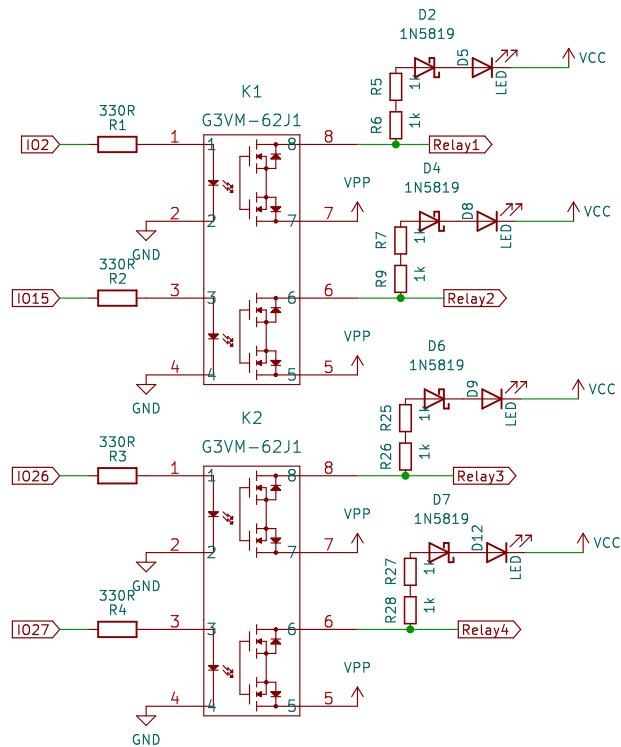 D2
1N5819
D5
LED
VCC
R5
1k
R6
1k
K1
G3VM-62J1
330R
R1
IO2
1
1
8
8
Relay1
D4
1N5819
VPP
D8
LED
VCC
2
2
7
7
GND
R7
1k
R9
1k
330R
R2
IO15
3
3
6
6
Relay2
VPP
D6
1N5819
4
4
5
5
GND
D9
LED
VCC
R25
1k
R26
1k
K2
G3VM-62J1
330R
R3
IO26
1
1
8
8
Relay3
D7
1N5819
VPP
D12
LED
VCC
2
2
7
7
GND
R27
1k
R28
1k
330R
R4
IO27
3
3
6
6
Relay4
VPP
4
4
5
5
GND